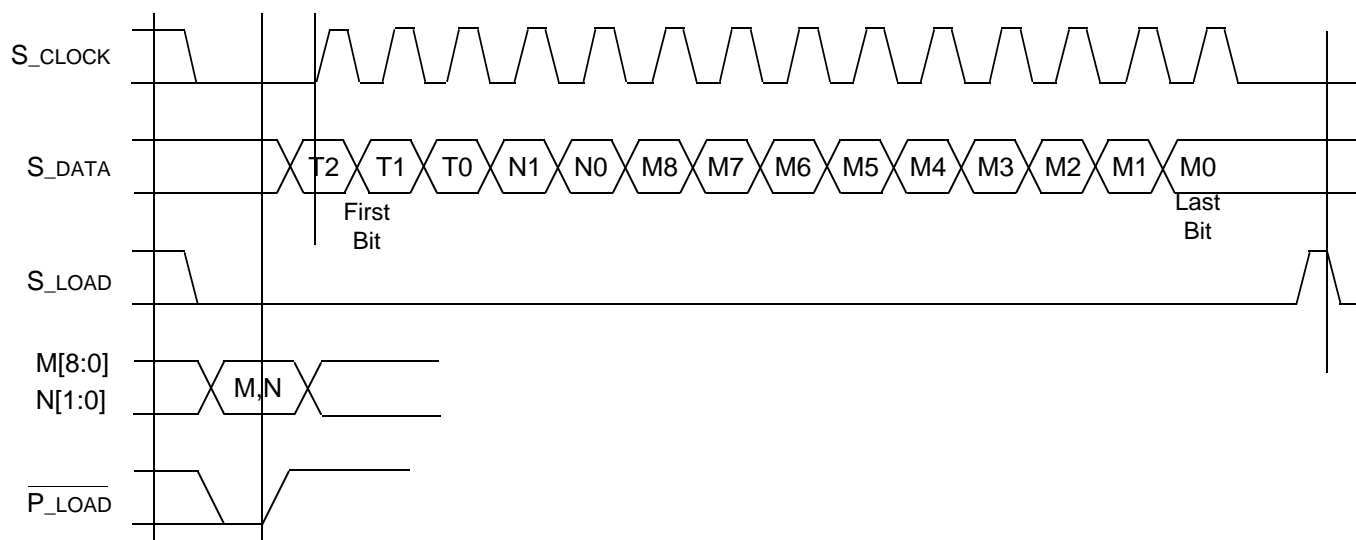 S_CLOCK
S_DATA
T2 T1 T0 N1 N0 M8 M7 M6 M5 M4 M3 M2 M1 M0
First
Bit
Last
Bit
S_LOAD
M[8:0]
N[1:0]
M,N
P_LOAD